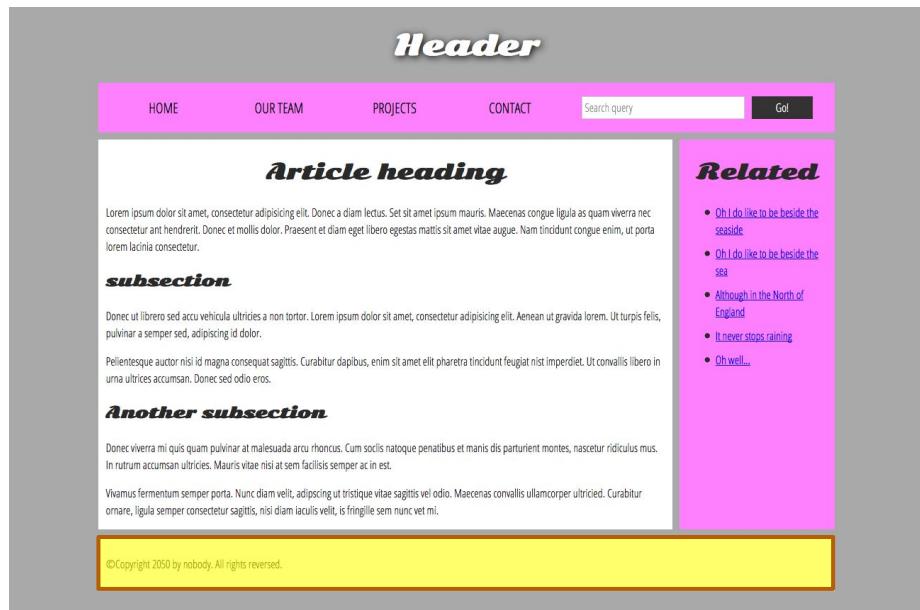 Header
HOME
OUR TEAM
PROJECTS
CONTACT
Search query
Go!
Article heading
Lorem ipsum dolor sit amet, consectetur adipisicing elit. Donec a diam lectus. Set sit amet ipsum mauris. Maecenas congue ligula as quam viverra nec
consectetur ant hendrerit. Donec et mollis dolor. Praesent et diam eget libero egestas mattis sit amet vitae augue. Nam tincidunt congue enim, ut porta
lorem lacinia consectetur.
subsection
Donec ut librero sed accu vehicula ultricies a non tortor. Lorem ipsum dolor sit amet, consectetur adipisicing elit. Aenean ut gravida lorem. Ut turpis felis,
pulvinar a semper sed, adipiscing id dolor.
Pelientesque auctor nisi id magna consequat sagittis. Curabitur dapibus, enim sit amet elit pharetra tincidunt feugiat nist imperdiet. Ut convallis libero in
urna ultrices accumsan. Donec sed odio eros.
Another subsection
Donec viverra mi quis quam pulvinar at malesuada arcu rhoncus. Cum soclis natoque penatibus et manis dis parturient montes, nascetur ridiculus mus.
In rutrum accumsan ultricies. Mauris vitae nisi at sem facilisis semper ac in est.
Vivamus fermentum semper porta. Nunc diam velit, adipscing ut tristique vitae sagittis vel odio. Maecenas convallis ullamcorper ultricied. Curabitur
ornare, ligula semper consectetur sagittis, nisi diam iaculis velit, is fringille sem nunc vet mi.
Related
Oh I do like to be beside the
seaside
Oh I do like to be beside the
sea
Although in the North of
England
It never stops raining
Oh well...
©Copyright 2050 by nobody. All rights reversed.